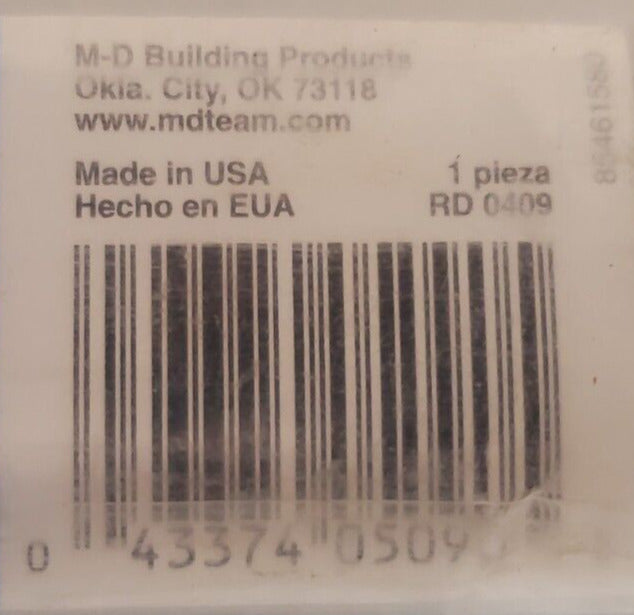 M-D Building Products
Okla. City, OK 73118
www.mdteam.com
Made in USA
Hecho en EUA
1 pieza
RD 0409
0 43374 0509